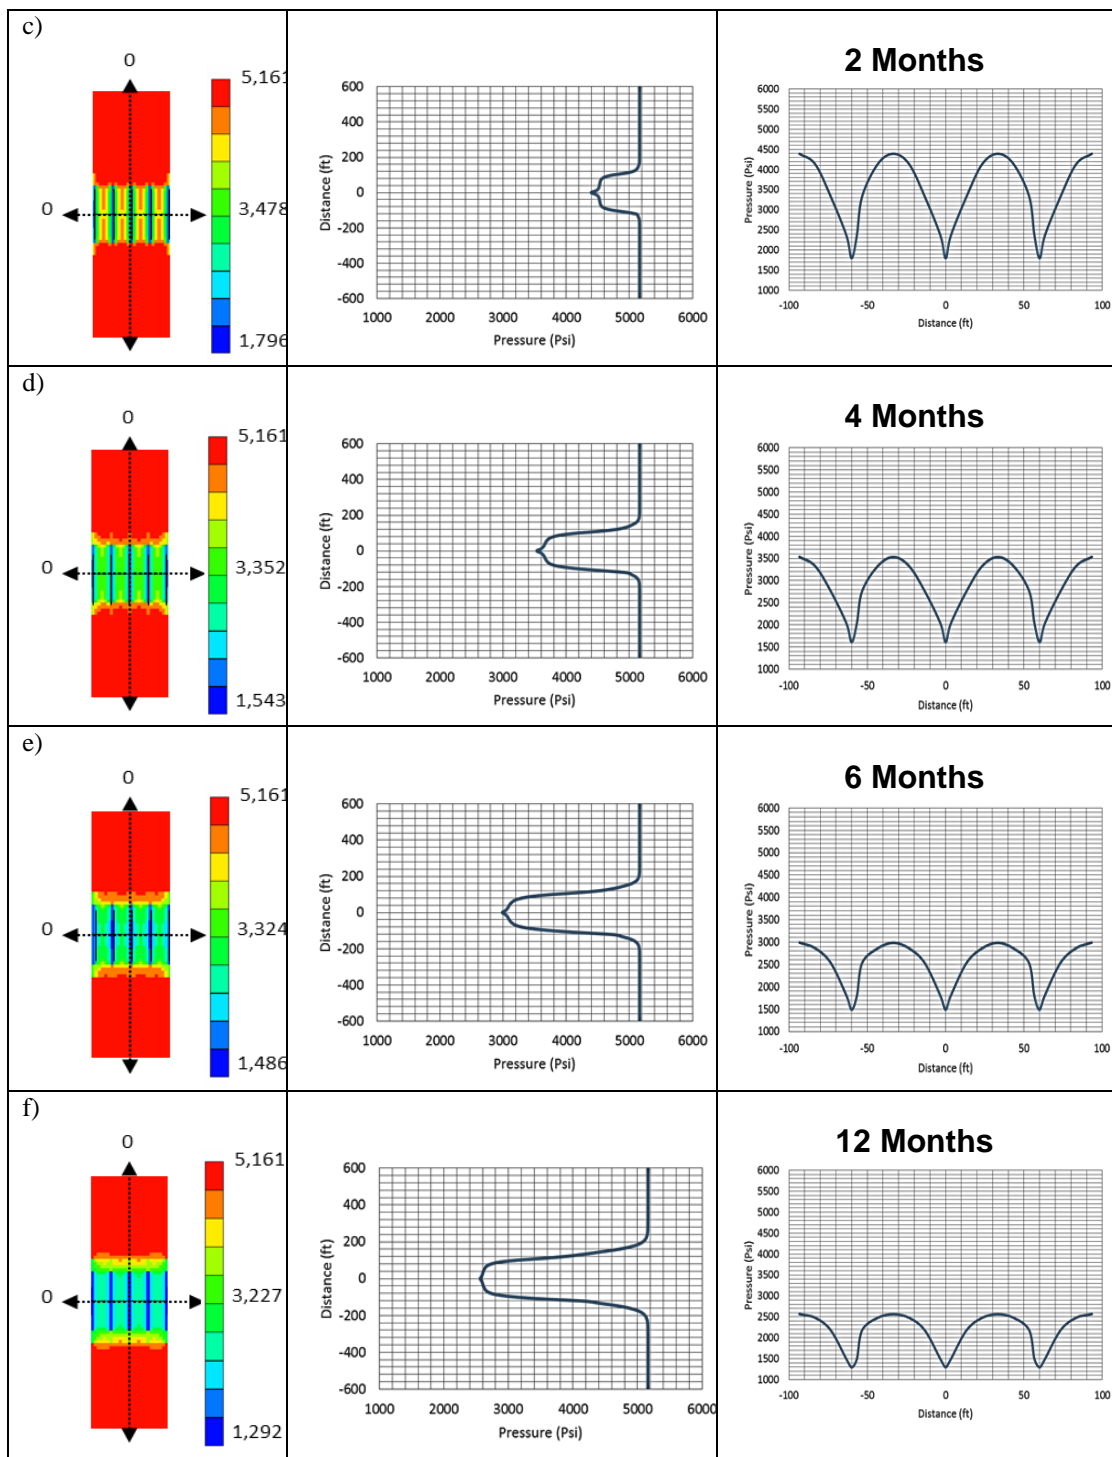 c)
0
5,161
0
3,478
1,796
600
400
200
0
-200
-400
-600
Distance (ft)
1000 2000 3000 4000 5000 6000
Pressure (Psi)
2 Months
6000
5500
5000
4500
4000
3500
3000
2500
2000
1500
1000
Pressure (Psi)
-100 -50 0 50 100
Distance (ft)
d)
0
5,161
0
3,352
1,543
600
400
200
0
-200
-400
-600
Distance (ft)
1000 2000 3000 4000 5000 6000
Pressure (Psi)
4 Months
6000
5500
5000
4500
4000
3500
3000
2500
2000
1500
1000
Pressure (Psi)
-100 -50 0 50 100
Distance (ft)
e)
0
5,161
0
3,324
1,486
600
400
200
0
-200
-400
-600
Distance (ft)
1000 2000 3000 4000 5000 6000
Pressure (Psi)
6 Months
6000
5500
5000
4500
4000
3500
3000
2500
2000
1500
1000
Pressure (Psi)
-100 -50 0 50 100
Distance (ft)
f)
0
5,161
0
3,227
1,292
600
400
200
0
-200
-400
-600
Distance (ft)
1000 2000 3000 4000 5000 6000
Pressure (Psi)
12 Months
6000
5500
5000
4500
4000
3500
3000
2500
2000
1500
1000
Pressure (Psi)
-100 -50 0 50 100
Distance (ft)